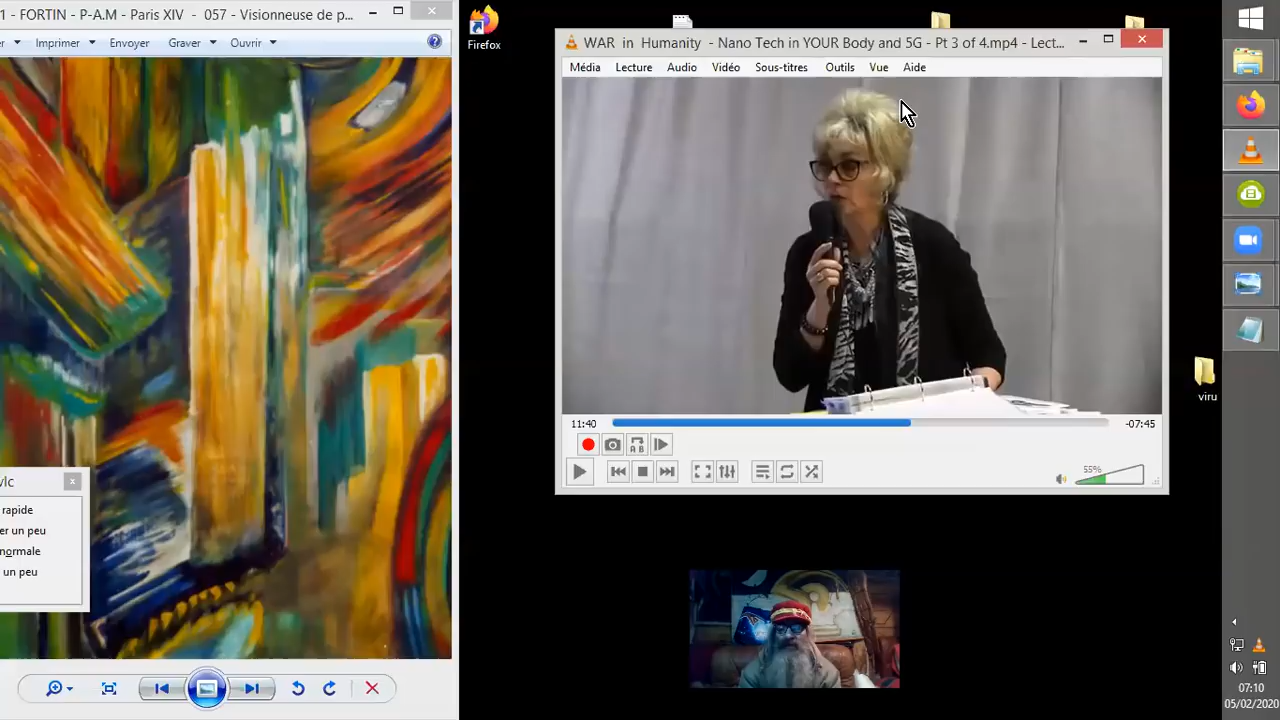 1 - FORTIN - P-A-M - Paris XIV - 057 - Visionneuse de p...
Imprimer
Envoyer
Grave
Ouvrir
rapide
er un peu
normale
un peu
Firefox
WAR in Humanity - Nano Tech in YOUR Body and 5G - Pt 3 of 4.mp4 - Lect...
Média Lecture Audio Vidéo Sous-titres Outils Vue Aide
11:40
-07:45
A B
55%
viru
07:10
05/02/2020